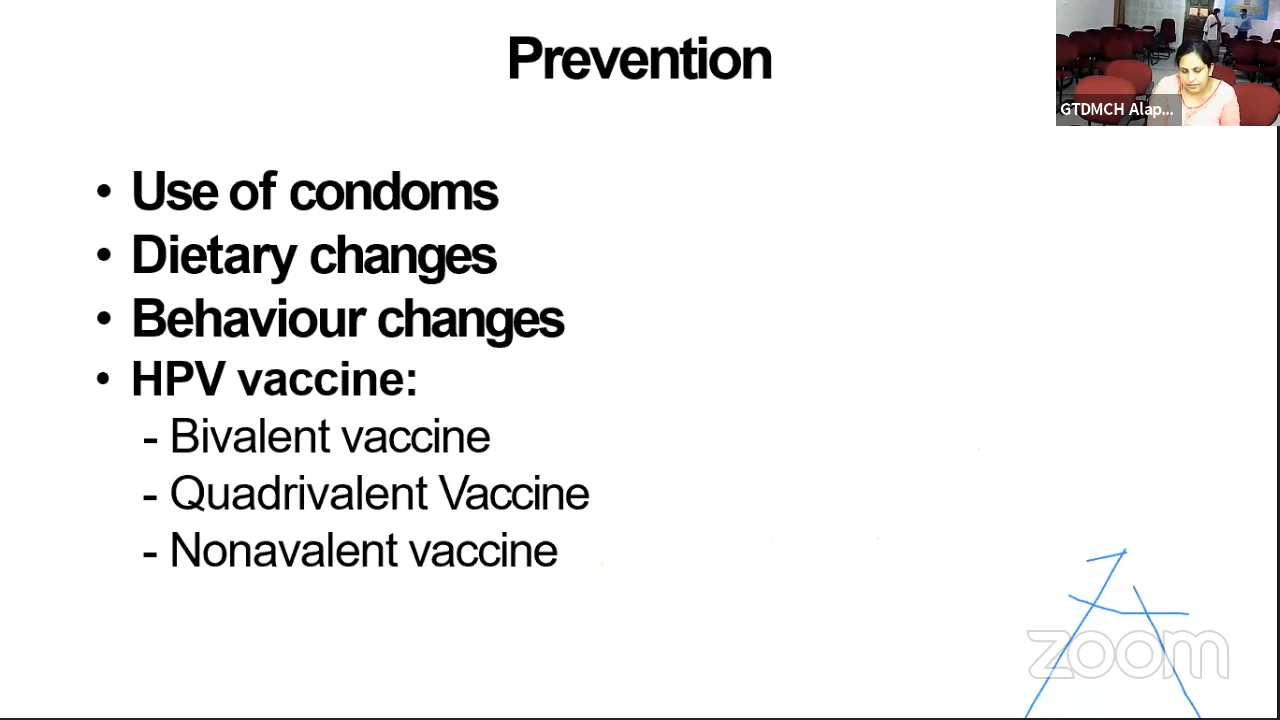 Prevention
GTDMCH Alap...
• Use of condoms
• Dietary changes
• Behaviour changes
• HPV vaccine:
- Bivalent vaccine
- Quadrivalent Vaccine
- Nonavalent vaccine
zoom